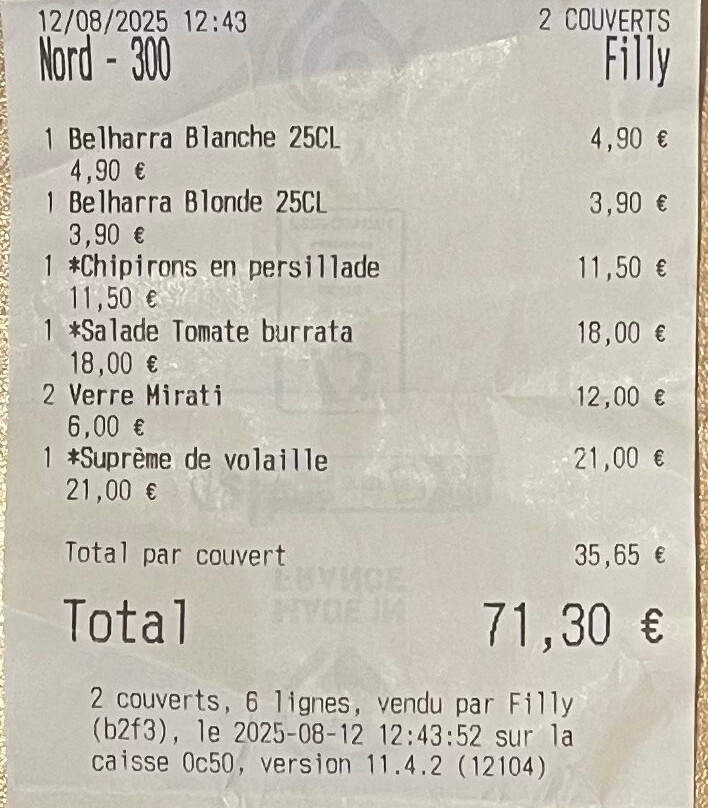 12/08/2025 12:43 2 COUVERTS
Nord - 300 Filly
1 Belharra Blanche 25CL 4,90 €
4,90 €
1 Belharra Blonde 25CL 3,90 €
3,90 €
1 *Chipirons en persillade 11,50 €
11,50 €
1 *Salade Tomate burrata 18,00 €
18,00 €
2 Verre Mirati 12,00 €
6,00 €
1 *Suprème de volaille 21,00 €
21,00 €
Total par couvert 35,65 €
Total 71,30 €
2 couverts, 6 lignes, vendu par Filly
(b2f3), le 2025-08-12 12:43:52 sur la
caisse 0c50, version 11.4.2 (12104)
FRANCE
MADE IN